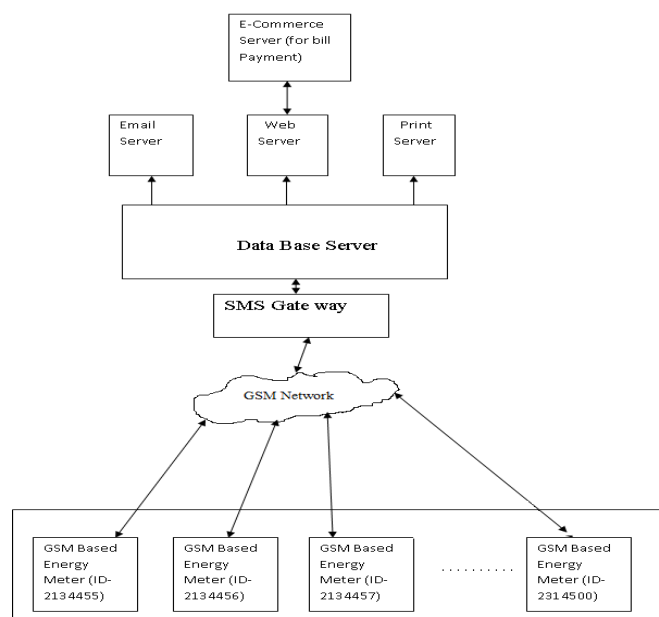 E-Commerce
Server (for bill
Payment)
Email
Server
Web
Server
Print
Server
Data Base Server
SMS Gate way
GSM Network
GSM Based
Energy
Meter (ID-
2134455)
GSM Based
Energy
Meter (ID-
2134456)
GSM Based
Energy
Meter (ID-
2134457)
..........
GSM Based
Energy
Meter (ID-
2314500)